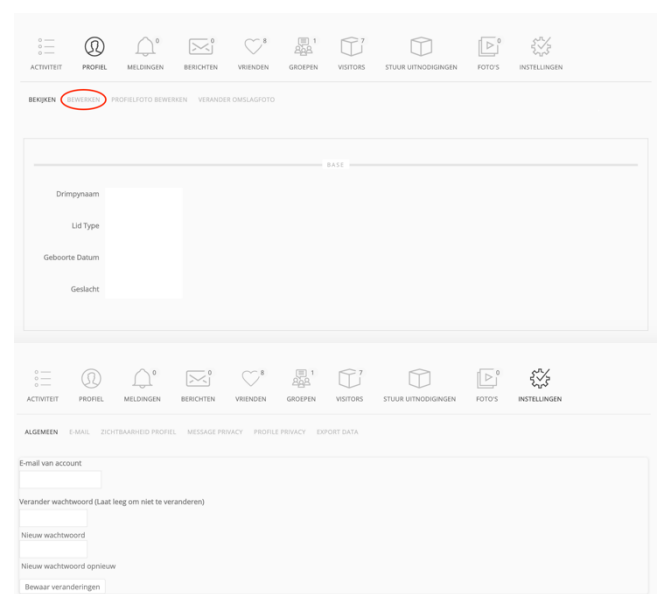 0 0 8 1 7 0
ACTIVITEIT PROFIEL MELDINGEN BERICHTEN VRIENDEN GROEPEN VISITORS STUUR UITNODIGINGEN FOTO'S INSTELLINGEN
BEKIJKEN BEWERKEN PROFIELFOTO BEWERKEN VERANDER OMSLAGFOTO
BASE
Drimpynaam
Lid Type
Geboorte Datum
Geslacht
0 0 8 1 7 0
ACTIVITEIT PROFIEL MELDINGEN BERICHTEN VRIENDEN GROEPEN VISITORS STUUR UITNODIGINGEN FOTO'S INSTELLINGEN
ALGEMEEN E-MAIL ZICHTBAARHEID PROFIEL MESSAGE PRIVACY PROFILE PRIVACY EXPORT DATA
E-mail van account
Verander wachtwoord (Laat leeg om niet te veranderen)
Nieuw wachtwoord
Nieuw wachtwoord opnieuw
Bewaar veranderingen